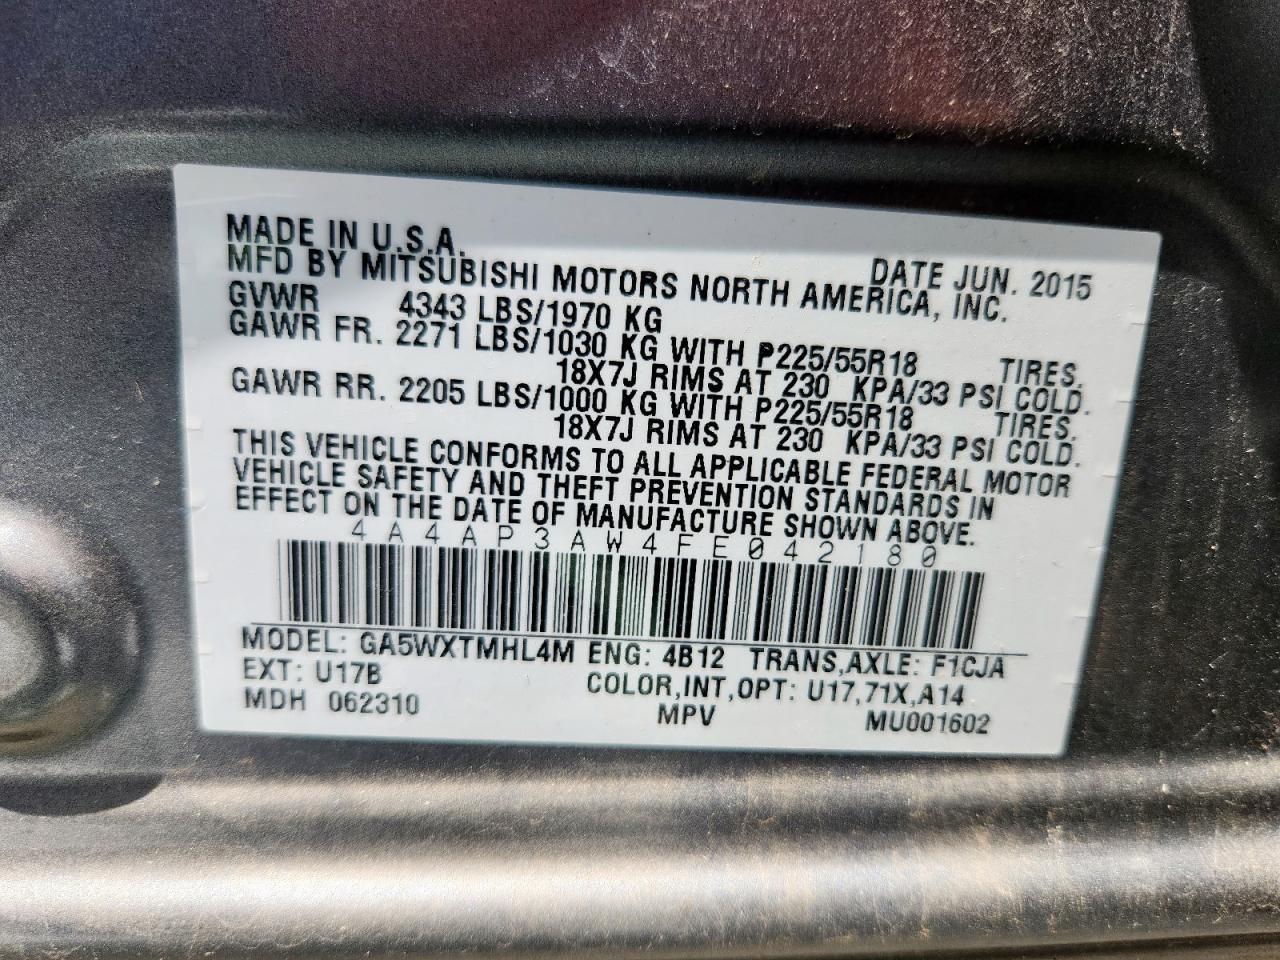 MADE IN U.S.A. DATE JUN. 2015
MFD BY MITSUBISHI MOTORS NORTH AMERICA, INC.
GVWR 4343 LBS/1970 KG
GAWR FR. 2271 LBS/1030 KG WITH P225/55R18 TIRES.
18X7J RIMS AT 230 KPA/33 PSI COLD.
GAWR RR. 2205 LBS/1000 KG WITH P225/55R18 TIRES.
18X7J RIMS AT 230 KPA/33 PSI COLD.
THIS VEHICLE CONFORMS TO ALL APPLICABLE FEDERAL MOTOR
VEHICLE SAFETY AND THEFT PREVENTION STANDARDS IN
EFFECT ON THE DATE OF MANUFACTURE SHOWN ABOVE.
4A4AP3AW4FE042180
MODEL: GA5WXTMHL4M ENG: 4B12 TRANS,AXLE: F1CJA
EXT: U17B COLOR,INT,OPT: U17,71X,A14
MDH 062310 MPV MU001602